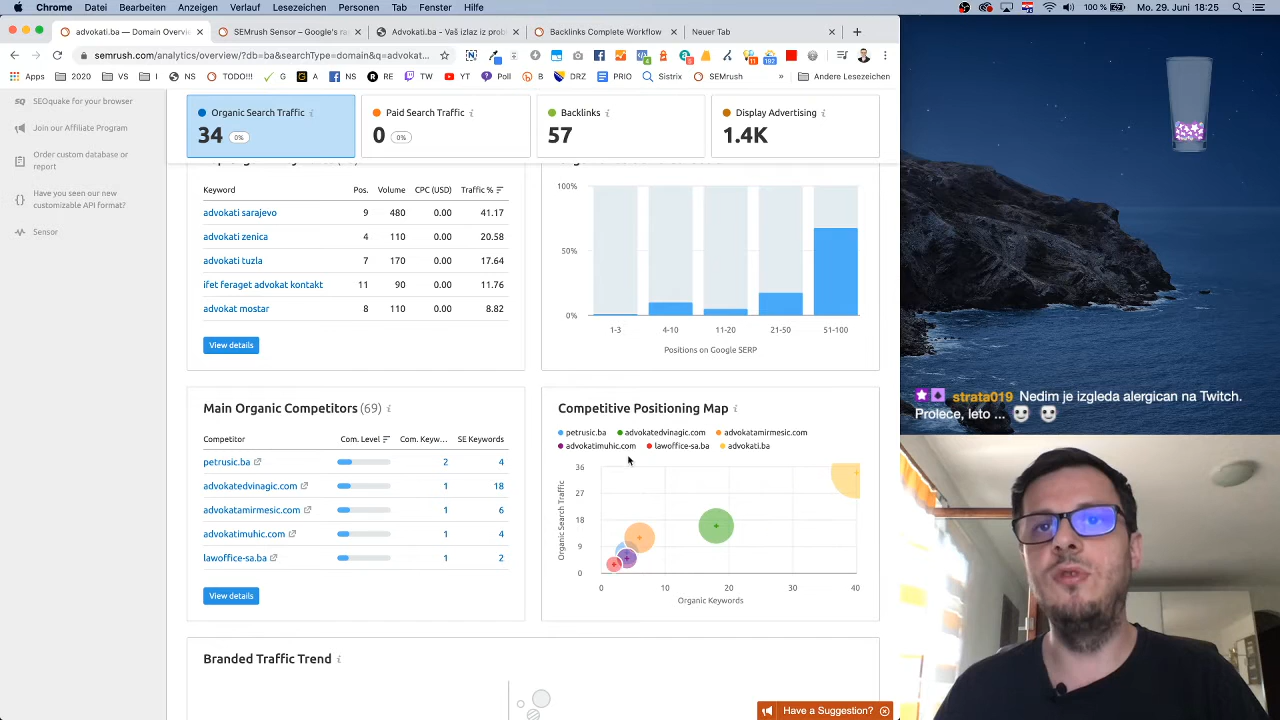 Chrome Datei Bearbeiten Anzeigen Verlauf Lesezeichen Personen Tab Fenster Hilfe
100 % Mo. 29. Juni 18:25
advokati.ba — Domain Overvie
SEMrush Sensor – Google's ra
Advokati.ba - Vaš izlaz iz prob
Backlinks Complete Workflow
Neuer Tab
semrush.com/analytics/overview/?db=ba&searchType=domain&q=advokat...
Apps 2020 VS NS TODO!!! G A NS TW YT Poll B DRZ PRIO Sistrix SEMrush » Andere Lesezeichen
SEOquake for your browser
Join our Affiliate Program
Order custom database or
report
Have you seen our new
customizable API format?
Sensor
Organic Search Traffic
34 0%
Paid Search Traffic
0 0%
Backlinks
57
Display Advertising
1.4K
Keyword Pos. Volume CPC (USD) Traffic %
advokati sarajevo 9 480 0.00 41.17
advokati zenica 4 110 0.00 20.58
advokati tuzla 7 170 0.00 17.64
ifet feraget advokat kontakt 11 90 0.00 11.76
advokat mostar 8 110 0.00 8.82
View details
100%
50%
0%
1-3 4-10 11-20 21-50 51-100
Positions on Google SERP
Main Organic Competitors (69)
Competitor Com. Level Com. Keyw... SE Keywords
petrusic.ba 2 4
advokatedvinagic.com 1 18
advokatamirmesic.com 1 6
advokatimuhic.com 1 4
lawoffice-sa.ba 1 2
View details
Competitive Positioning Map
petrusic.ba advokatedvinagic.com advokatamirmesic.com
advokatimuhic.com lawoffice-sa.ba advokati.ba
36
27
18
9
0
Organic Search Traffic
0 10 20 30 40
Organic Keywords
Branded Traffic Trend
Have a Suggestion?
strata019 Nedim je izgleda alergican na Twitch.
Prolece, leto ...